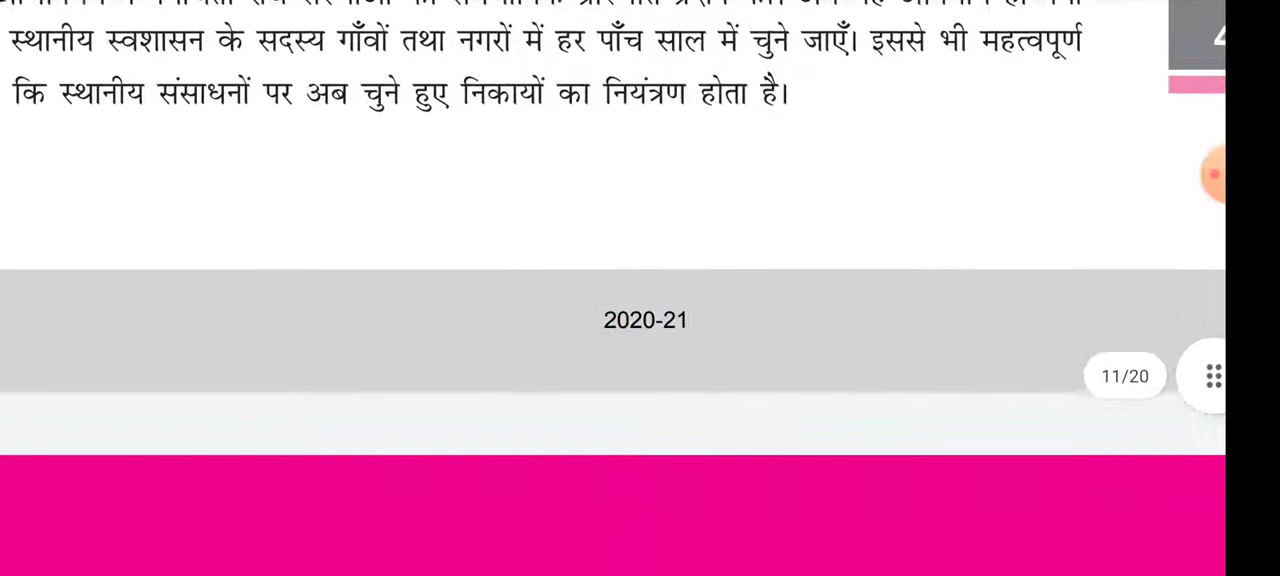 स्थानीय स्वशासन के सदस्य गाँवों तथा नगरों में हर पाँच साल में चुने जाएँ। इससे भी महत्वपूर्ण
कि स्थानीय संसाधनों पर अब चुने हुए निकायों का नियंत्रण होता है।
2020-21
11/20